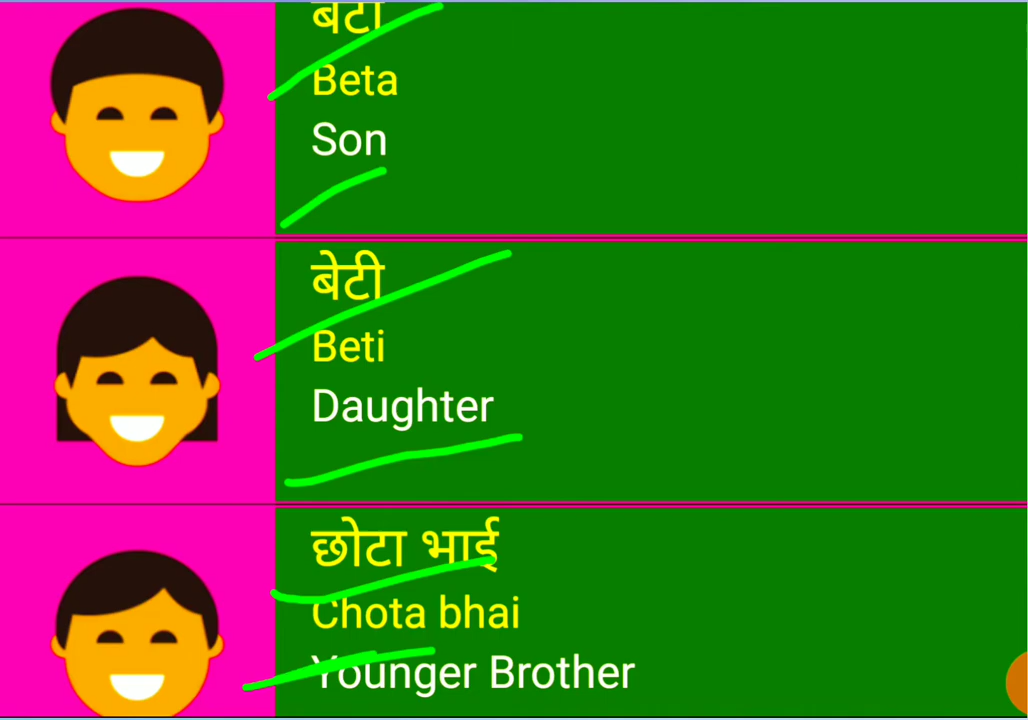 बेटा
Beta
Son
बेटी
Beti
Daughter
छोटा भाई
Chota bhai
Younger Brother